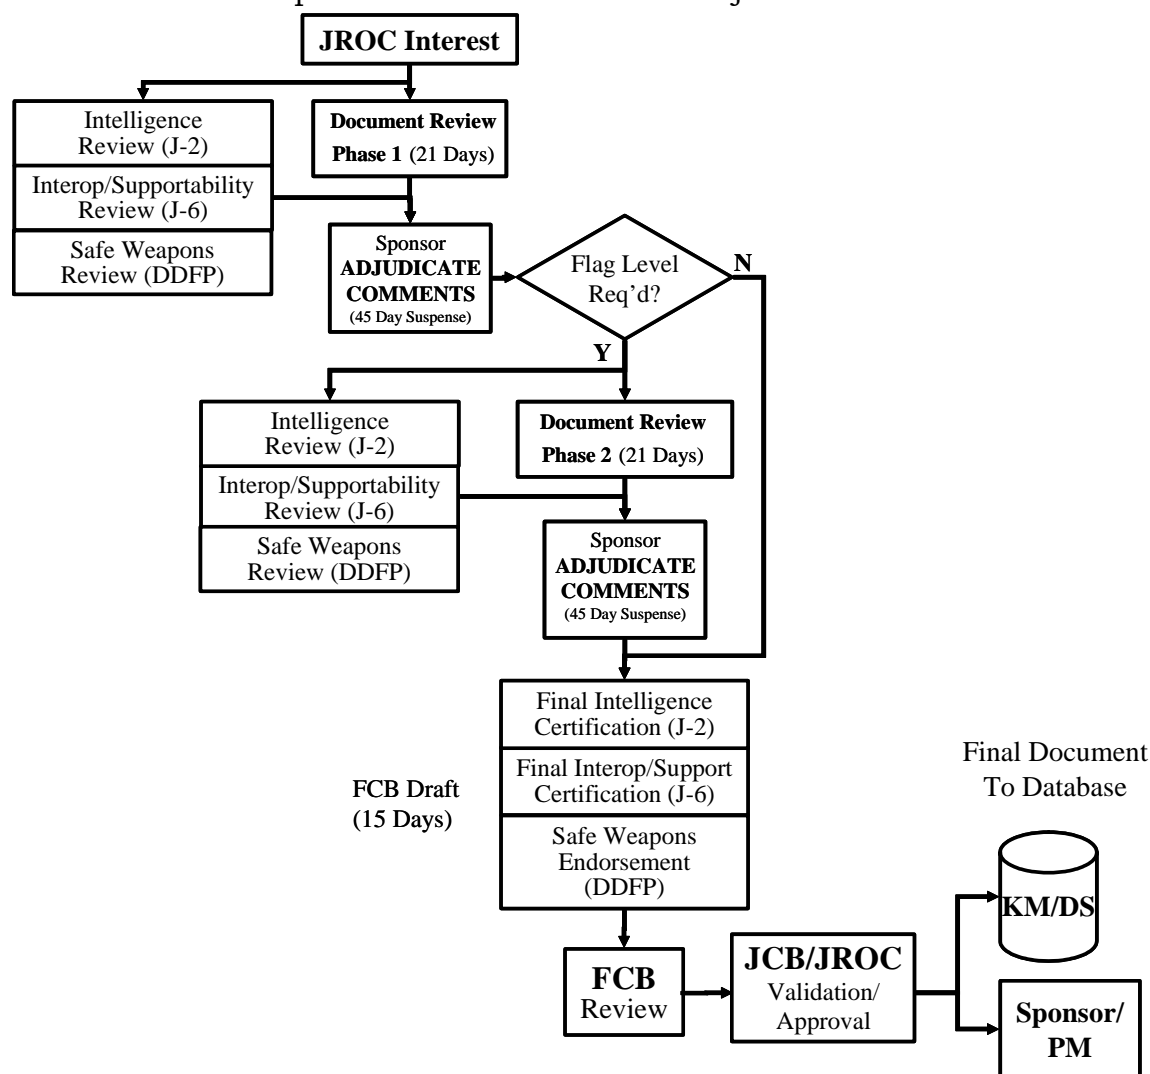 JROC Interest
Intelligence
Review (J-2)
Interop/Supportability
Review (J-6)
Safe Weapons
Review (DDFP)
Document Review
Phase 1 (21 Days)
Sponsor
ADJUDICATE
COMMENTS
(45 Day Suspense)
Flag Level
Req'd?
N
Y
Intelligence
Review (J-2)
Interop/Supportability
Review (J-6)
Safe Weapons
Review (DDFP)
Document Review
Phase 2 (21 Days)
Sponsor
ADJUDICATE
COMMENTS
(45 Day Suspense)
FCB Draft
(15 Days)
Final Intelligence
Certification (J-2)
Final Interop/Support
Certification (J-6)
Safe Weapons
Endorsement
(DDFP)
FCB
Review
JCB/JROC
Validation/
Approval
Final Document
To Database
KM/DS
Sponsor/
PM